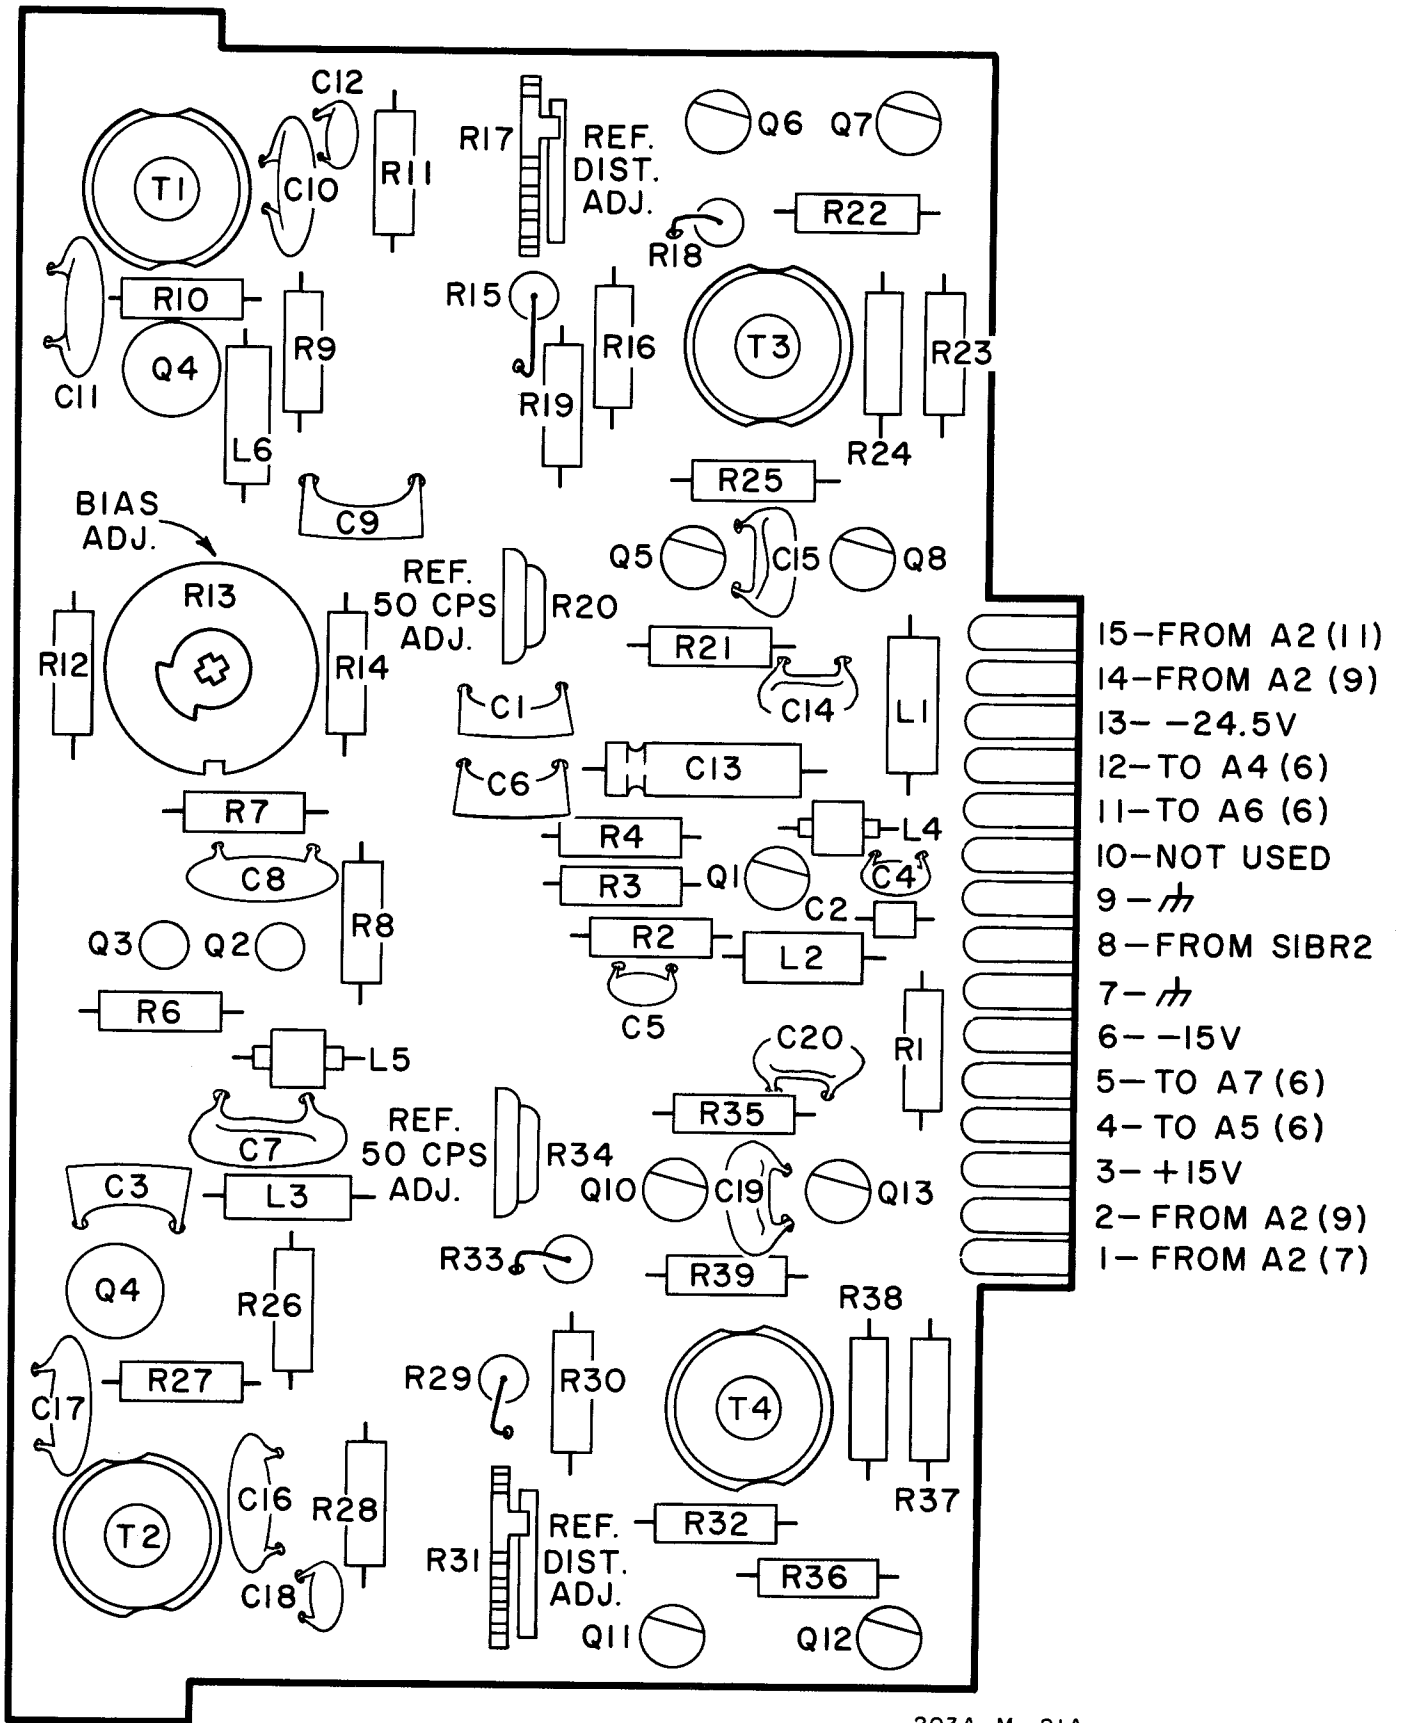 C12
R17
REF.
DIST.
ADJ.
Q6
Q7
T1
C10
R11
R22
R18
R10
R15
C11
Q4
R9
R16
T3
R23
L6
R19
R24
R25
BIAS
ADJ.
C9
Q5
C15
Q8
R13
REF.
50 CPS
ADJ.
R20
R12
R14
R21
C1
C14
L1
C6
C13
R7
R4
L4
C8
R3
Q1
C4
R8
C2
Q3
Q2
R2
L2
R6
C5
C20
R1
L5
REF.
50 CPS
ADJ.
R34
R35
C7
C3
L3
Q10
C19
Q13
R33
R39
Q4
R26
R38
R29
R30
R27
C17
T4
C16
R28
R37
T2
R31
REF.
DIST.
ADJ.
R32
C18
R36
Q11
Q12
15-FROM A2 (11)
14-FROM A2 (9)
13- -24.5V
12-TO A4 (6)
11-TO A6 (6)
10-NOT USED
9-
8-FROM S1BR2
7-
6- -15V
5-TO A7 (6)
4-TO A5 (6)
3-+15V
2-FROM A2 (9)
1-FROM A2 (7)